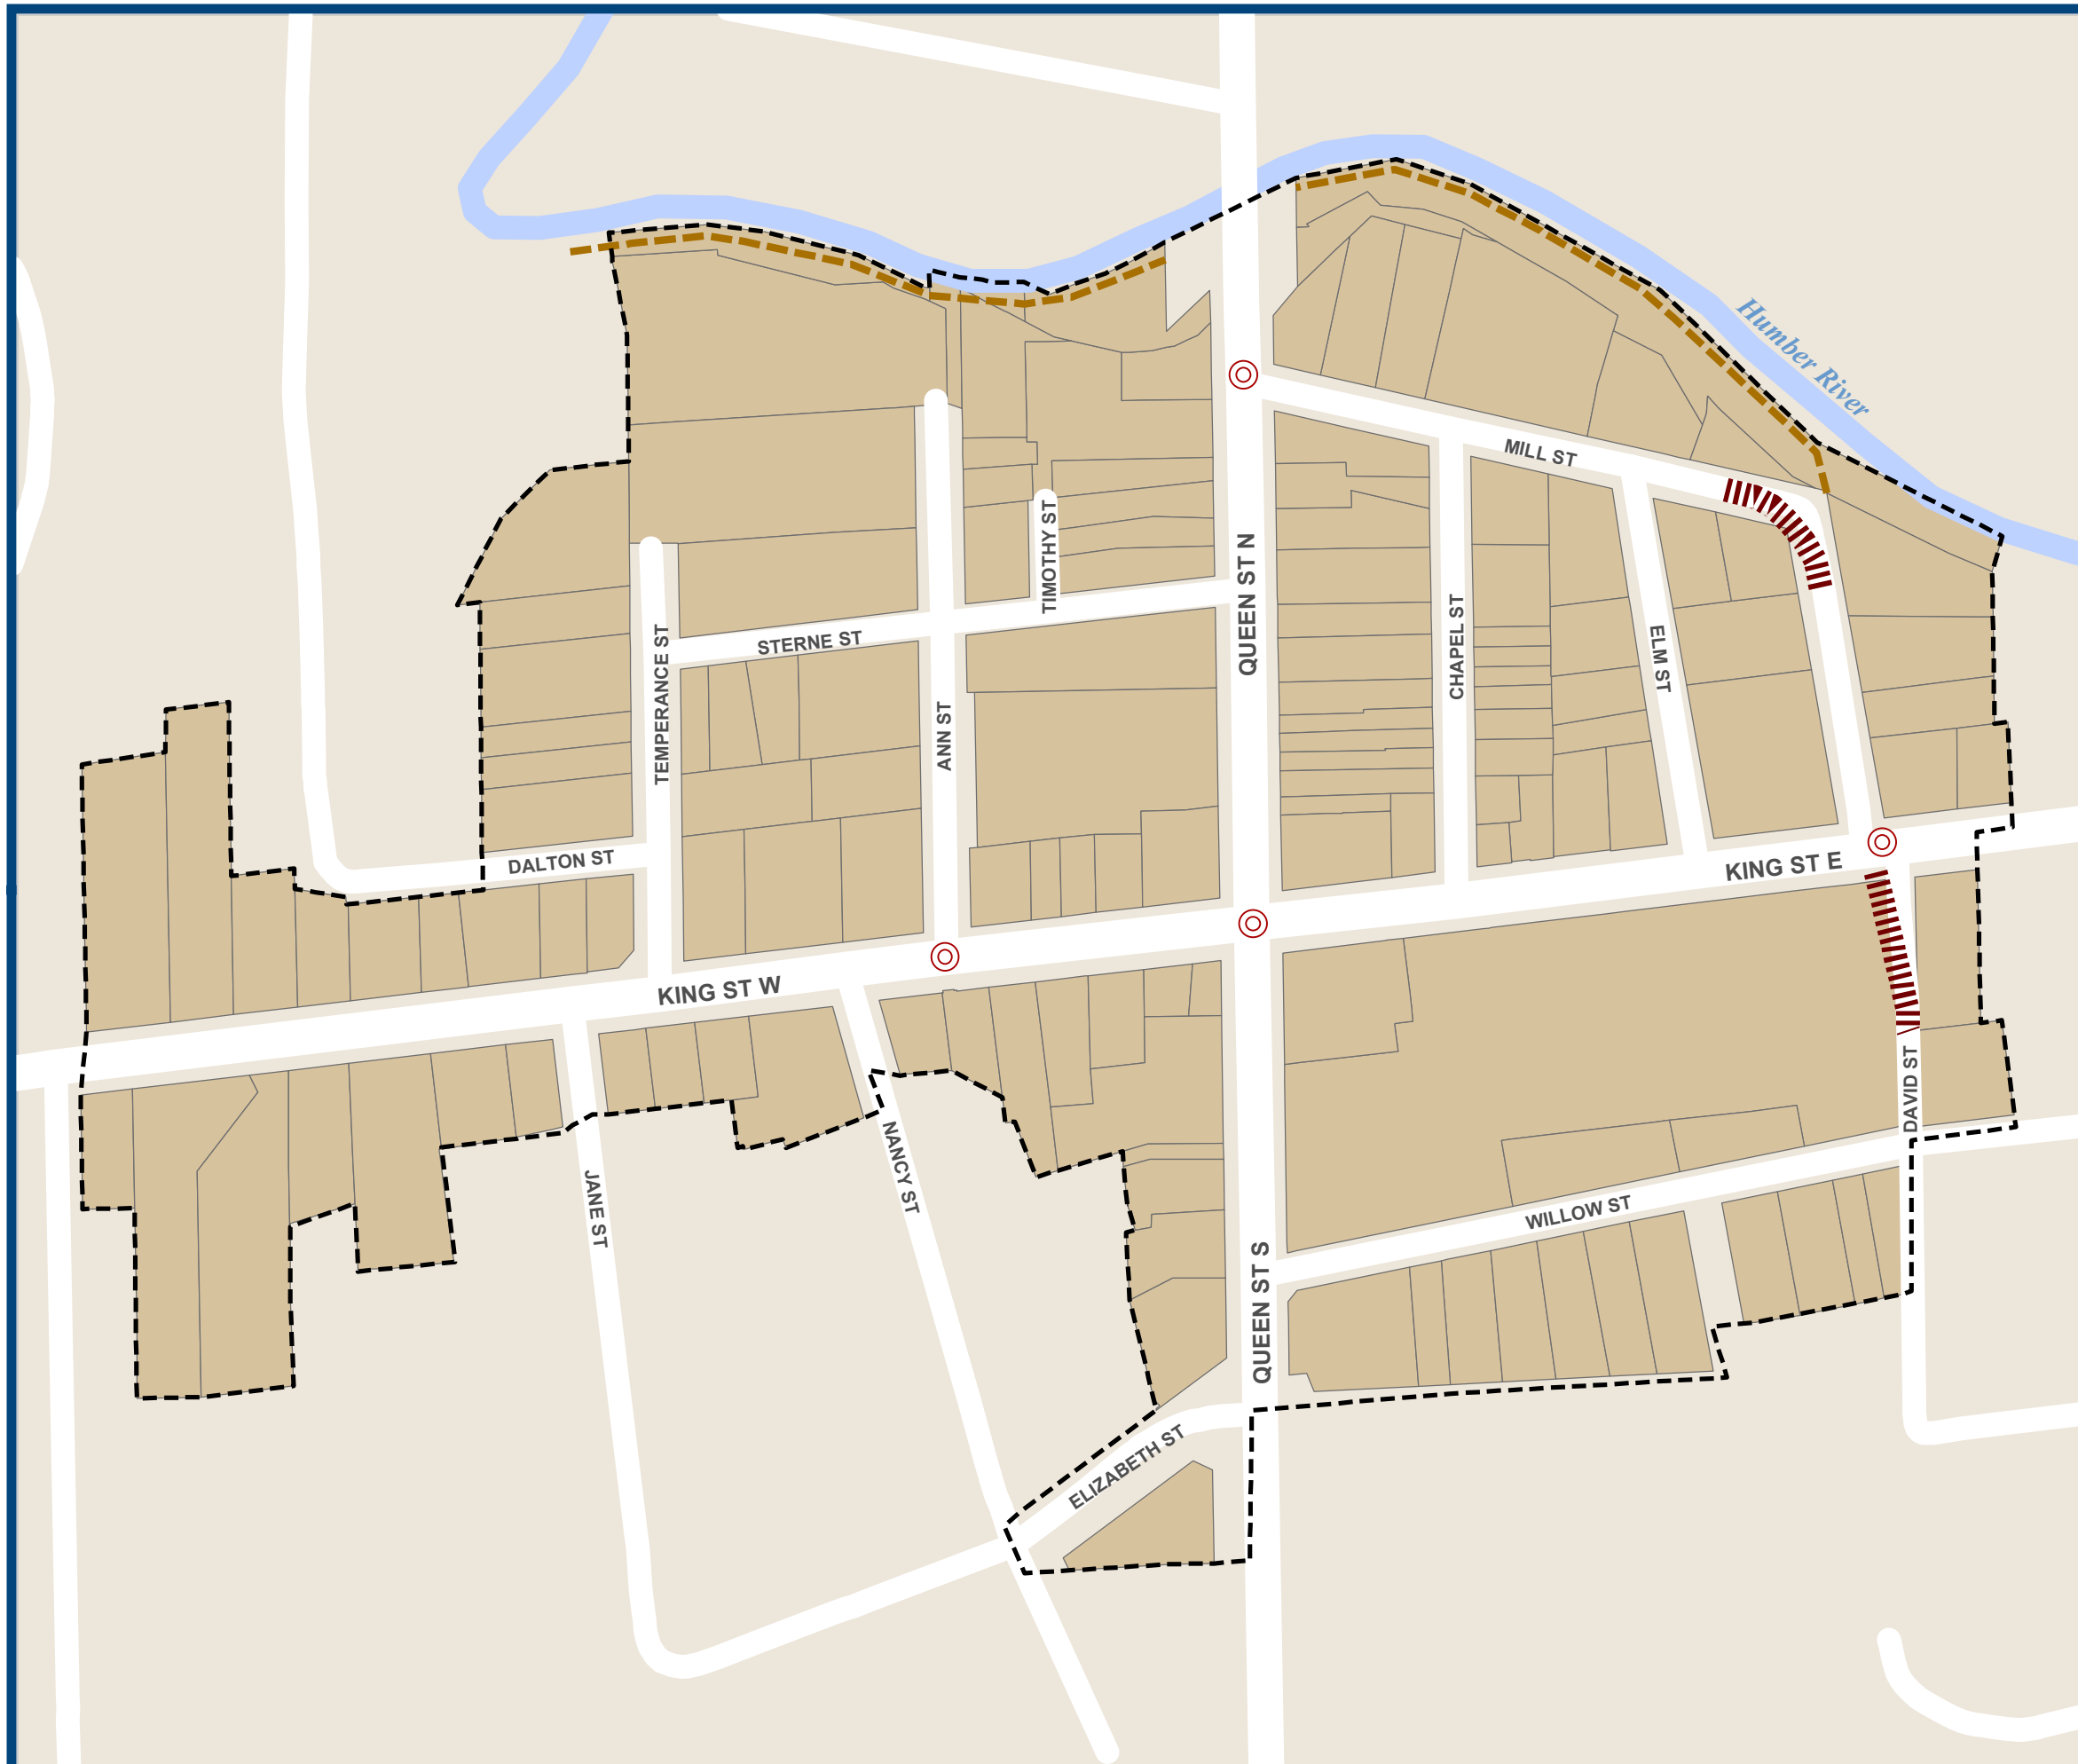 Humber River
MILL ST
TIMOTHY ST
QUEEN ST N
STERNE ST
TEMPERANCE ST
CHAPEL ST
ELM ST
ANN ST
DALTON ST
KING ST E
KING ST W
DAVID ST
NANCY ST
JANE ST
WILLOW ST
QUEEN ST S
ELIZABETH ST